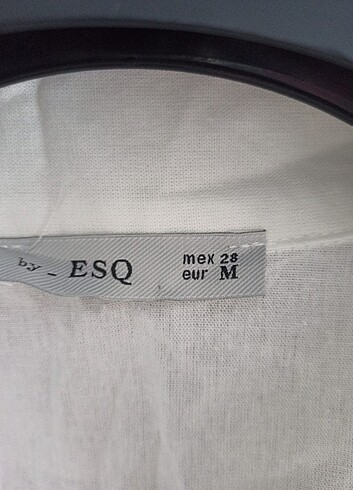 by _ ESQ
mex 28
eur M